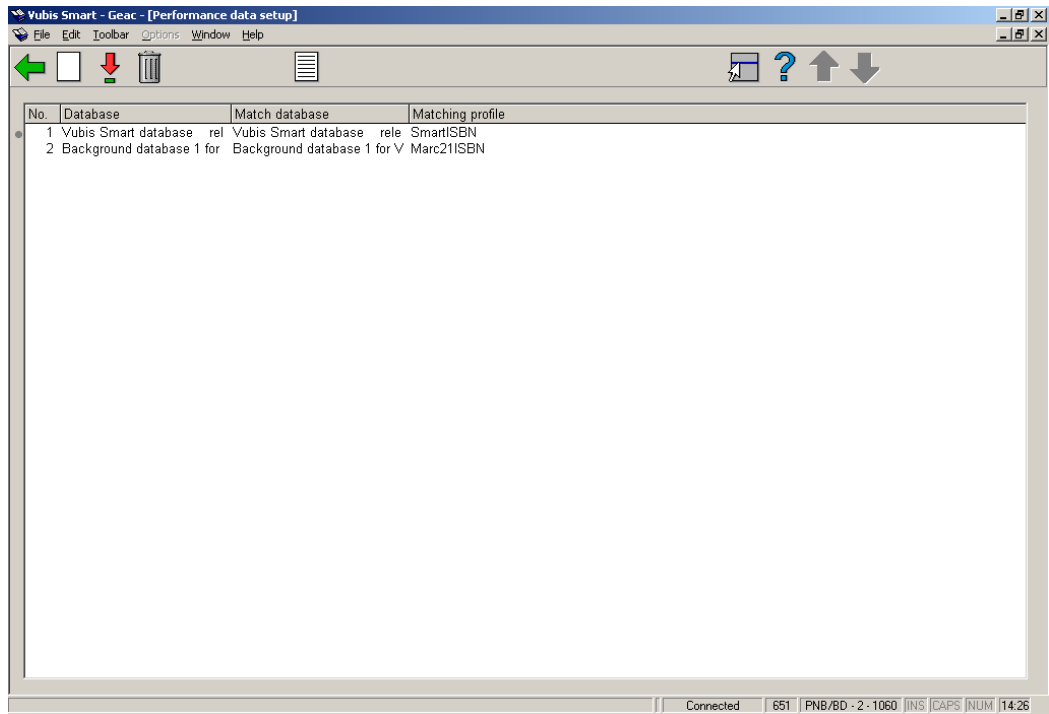 Vubis Smart - Geac - [Performance data setup]
File Edit Toolbar Options Window Help
?
No. Database Match database Matching profile
1 Vubis Smart database rel Vubis Smart database rele SmartISBN
2 Background database 1 for Background database 1 for V Marc21ISBN
Connected 651 PNB/BD - 2 - 1060 INS CAPS NUM 14:26